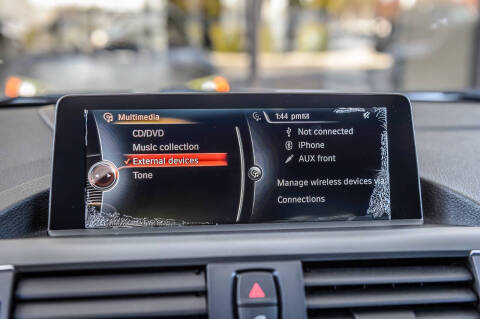 Multimedia
CD/DVD
Music collection
External devices
Tone
1:44 pm
Not connected
iPhone
AUX front
Manage wireless devices via
Connections